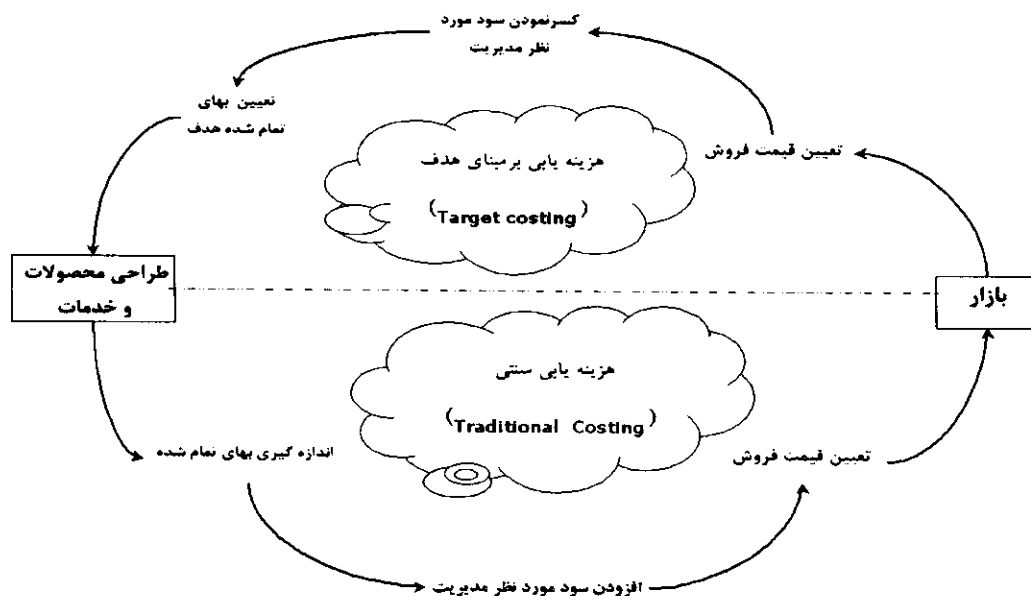 کسرنمودن سود مورد
نظر مدیریت
تعیین بهای
تمام شده هدف
تعیین قیمت فروش
هزینه یابی برمبنای هدف
(Target costing)
طراحی محصولات
و خدمات
بازار
هزینه یابی سنتی
(Traditional Costing)
اندازه گیری بهای تمام شده
تعیین قیمت فروش
افزودن سود مورد نظر مدیریت